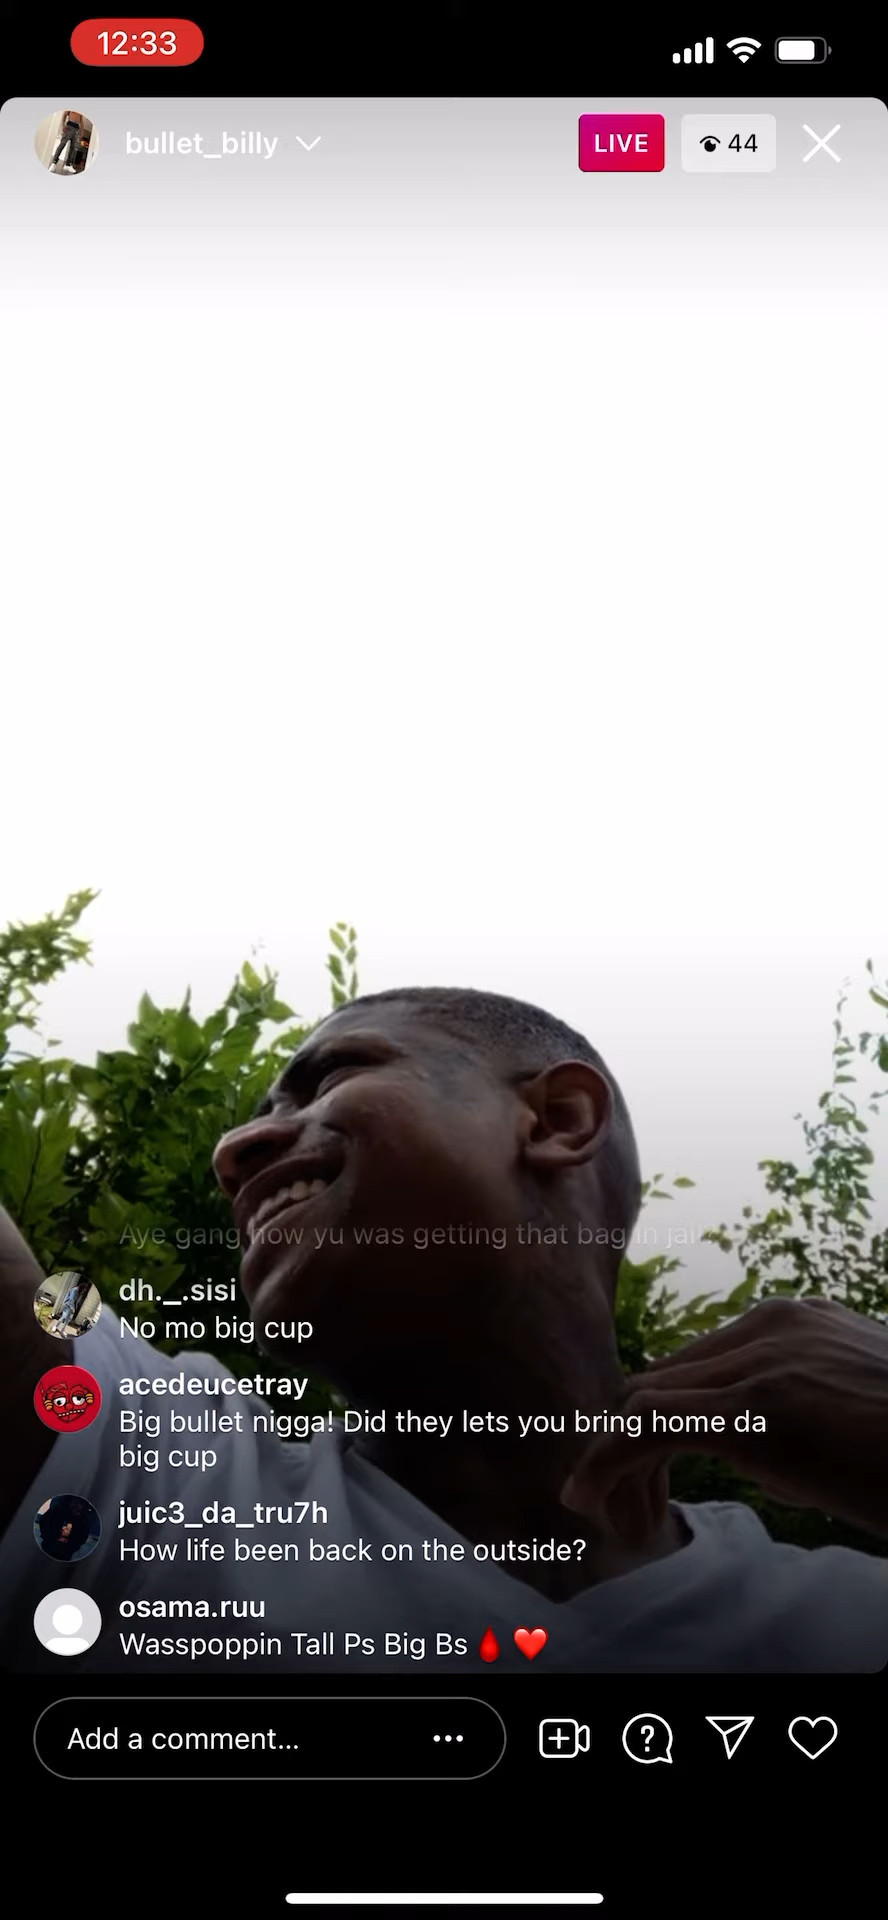 12:33
bullet_billy
LIVE
44
Aye gang how yu was getting that bag in jail
dh._.sisi
No mo big cup
acedeucetray
Big bullet nigga! Did they lets you bring home da
big cup
juic3_da_tru7h
How life been back on the outside?
osama.ruu
Wasspoppin Tall Ps Big Bs 🩸 ❤️
Add a comment...